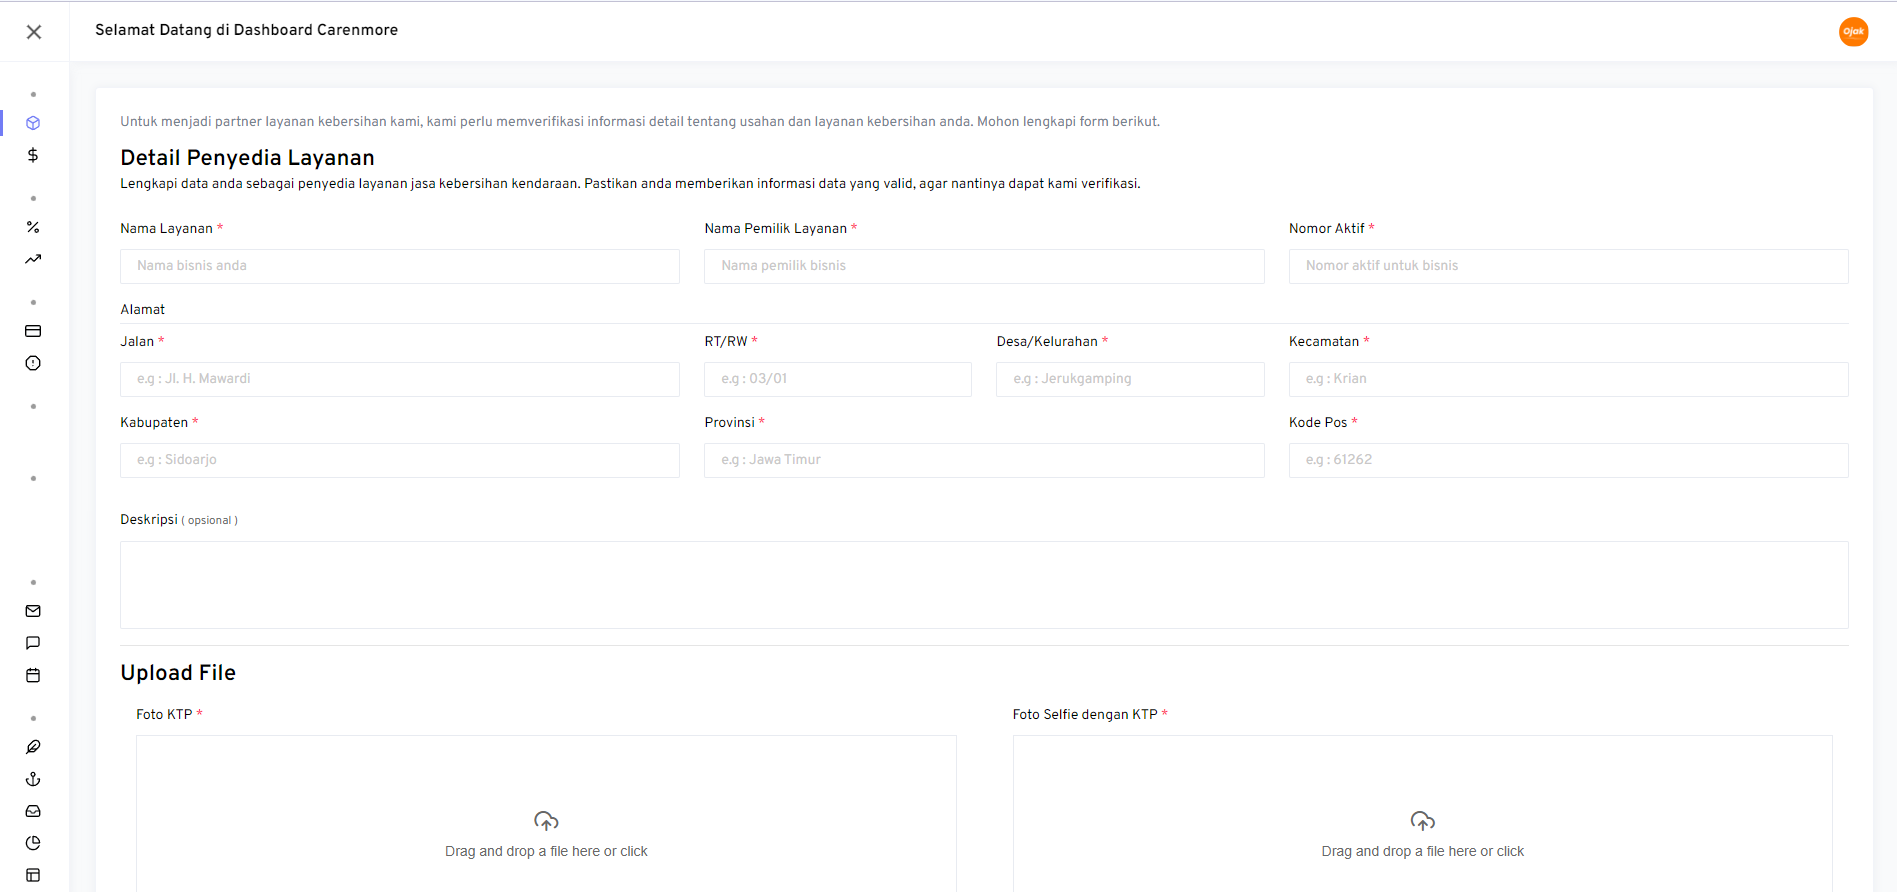 Selamat Datang di Dashboard Carenmore
Ojak
Untuk menjadi partner layanan kebersihan kami, kami perlu memverifikasi informasi detail tentang usahan dan layanan kebersihan anda. Mohon lengkapi form berikut.
Detail Penyedia Layanan
Lengkapi data anda sebagai penyedia layanan jasa kebersihan kendaraan. Pastikan anda memberikan informasi data yang valid, agar nantinya dapat kami verifikasi.
Nama Layanan * Nama Pemilik Layanan * Nomor Aktif *
Nama bisnis anda Nama pemilik bisnis Nomor aktif untuk bisnis
Alamat
Jalan * RT/RW * Desa/Kelurahan * Kecamatan *
e.g : Jl. H. Mawardi e.g : 03/01 e.g : Jerukgamping e.g : Krian
Kabupaten * Provinsi * Kode Pos *
e.g : Sidoarjo e.g : Jawa Timur e.g : 61262
Deskripsi ( opsional )
Upload File
Foto KTP * Foto Selfie dengan KTP *
Drag and drop a file here or click Drag and drop a file here or click